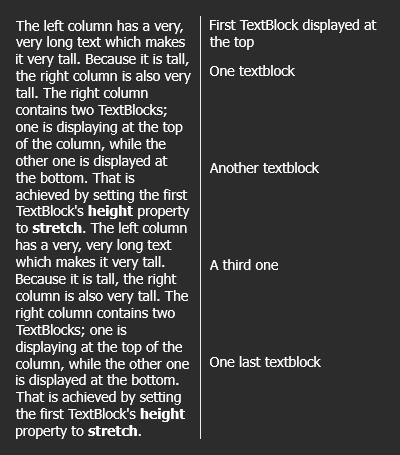 The left column has a very,
very long text which makes
it very tall. Because it is tall,
the right column is also very
tall. The right column
contains two TextBlocks;
one is displaying at the top
of the column, while the
other one is displayed at
the bottom. That is
achieved by setting the first
TextBlock's height property
to stretch. The left column
has a very, very long text
which makes it very tall.
Because it is tall, the right
column is also very tall. The
right column contains two
TextBlocks; one is
displaying at the top of the
column, while the other one
is displayed at the bottom.
That is achieved by setting
the first TextBlock's height
property to stretch.
First TextBlock displayed at
the top
One textblock
Another textblock
A third one
One last textblock